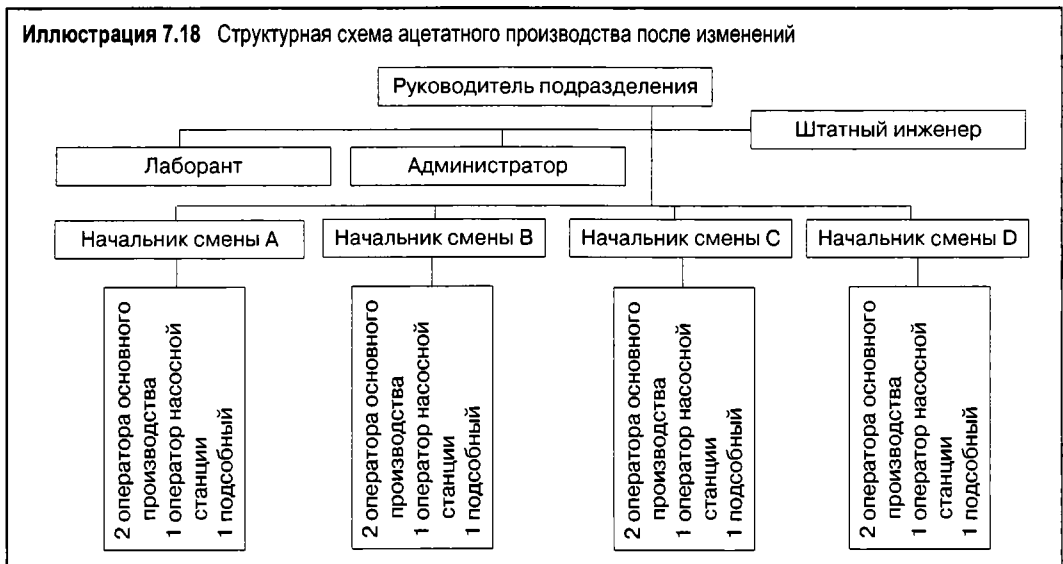 Иллюстрация 7.18 Структурная схема ацетатного производства после изменений
Руководитель подразделения
Штатный инженер
Лаборант
Администратор
Начальник смены A
Начальник смены B
Начальник смены C
Начальник смены D
2 оператора основного
производства
1 оператор насосной
станции
1 подсобный
2 оператора основного
производства
1 оператор насосной
станции
1 подсобный
2 оператора основного
производства
1 оператор насосной
станции
1 подсобный
2 оператора основного
производства
1 оператор насосной
станции
1 подсобный